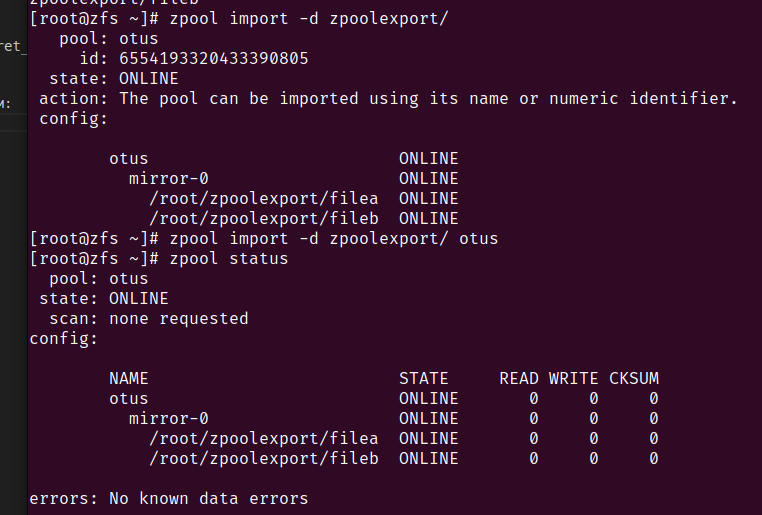 zpoolexport/fileb
[root@zfs ~]# zpool import -d zpoolexport/
   pool: otus
     id: 6554193320433390805
  state: ONLINE
 action: The pool can be imported using its name or numeric identifier.
 config:

        otus                         ONLINE
          mirror-0                   ONLINE
            /root/zpoolexport/filea  ONLINE
            /root/zpoolexport/fileb  ONLINE
[root@zfs ~]# zpool import -d zpoolexport/ otus
[root@zfs ~]# zpool status
  pool: otus
 state: ONLINE
  scan: none requested
config:

        NAME                         STATE     READ WRITE CKSUM
        otus                         ONLINE       0     0     0
          mirror-0                   ONLINE       0     0     0
            /root/zpoolexport/filea  ONLINE       0     0     0
            /root/zpoolexport/fileb  ONLINE       0     0     0

errors: No known data errors
ret_
м: